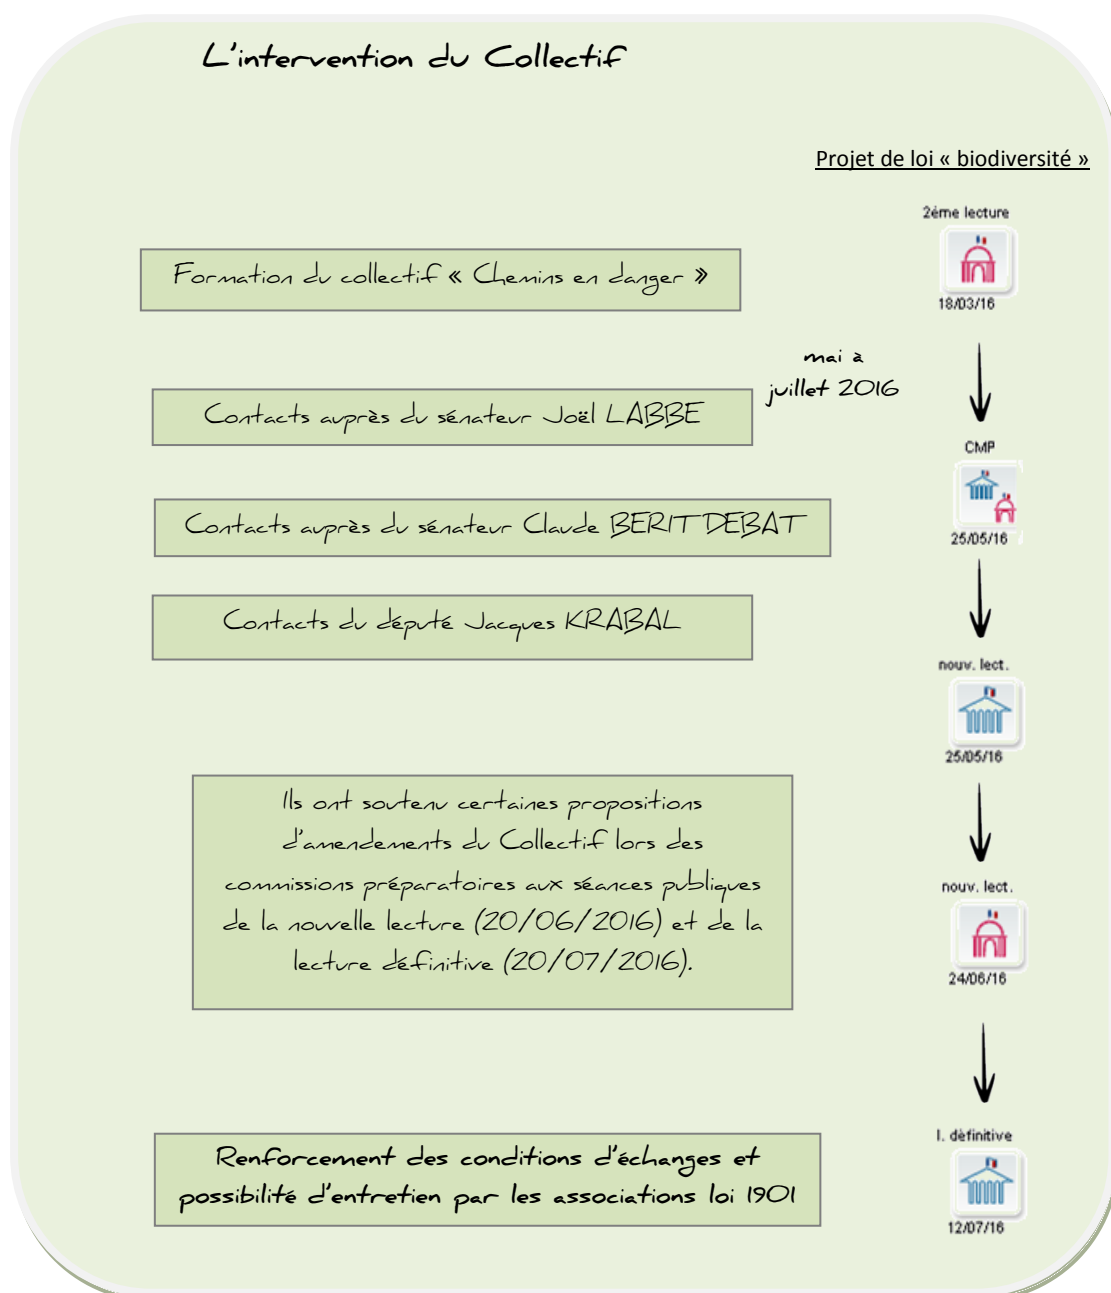 L'intervention du Collectif
Projet de loi « biodiversité »
2ème lecture
Formation du collectif « Chemins en danger »
18/03/16
mai à
juillet 2016
Contacts auprès du sénateur Joël LABBE
CMP
Contacts auprès du sénateur Claude BERIT DEBAT
25/05/16
Contacts du député Jacques KRABAL
nouv. lect.
25/05/16
Ils ont soutenu certaines propositions
d'amendements du Collectif lors des
commissions préparatoires aux séances publiques
de la nouvelle lecture (20/06/2016) et de la
lecture définitive (20/07/2016).
nouv. lect.
24/06/16
l. définitive
Renforcement des conditions d'échanges et
possibilité d'entretien par les associations loi 1901
12/07/16